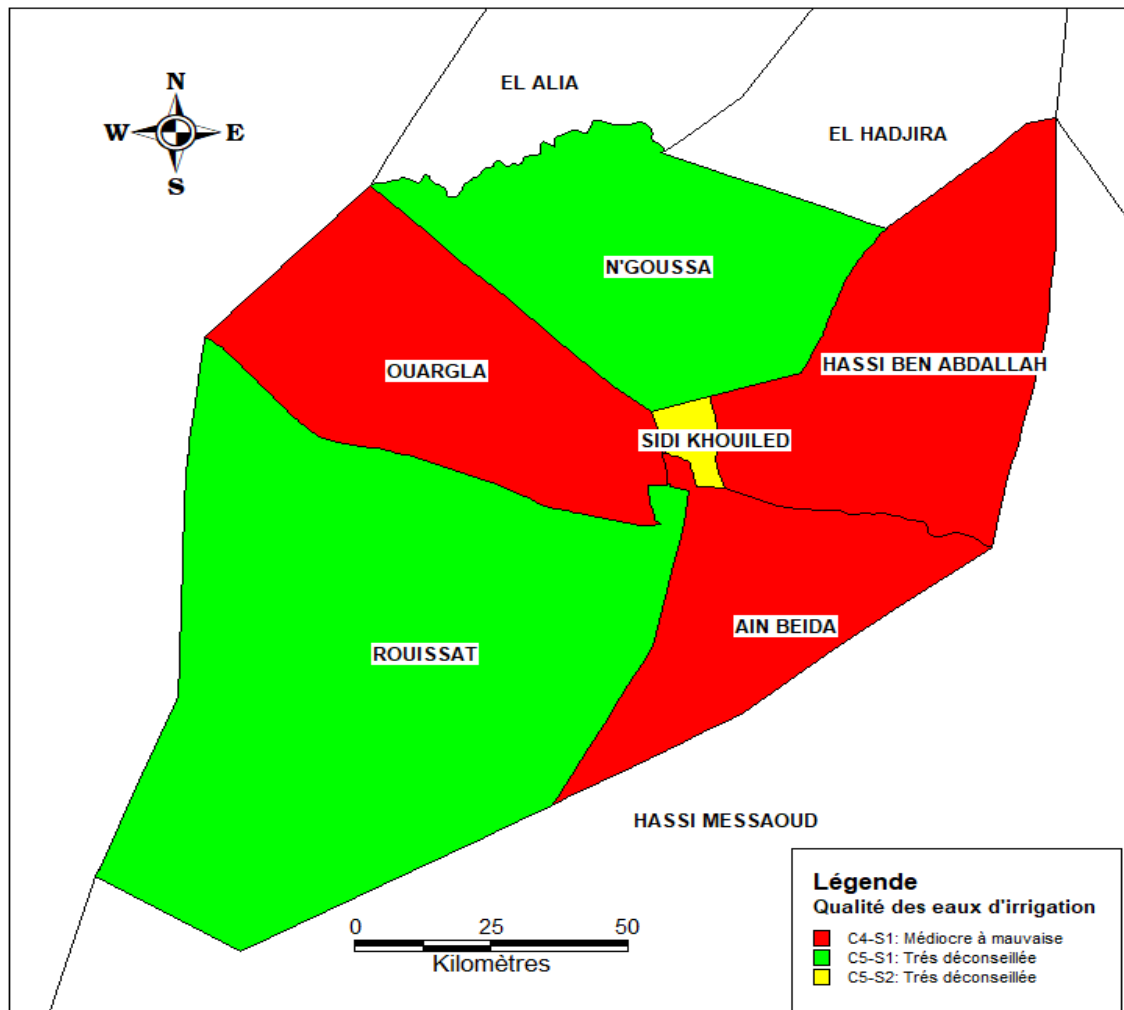 EL ALIA
N
W E
S
EL HADJIRA
N'GOUSSA
OUARGLA
HASSI BEN ABDALLAH
SIDI KHOUILED
AIN BEIDA
ROUISSAT
HASSI MESSAOUD
0 25 50
Kilomètres
Légende
Qualité des eaux d'irrigation
C4-S1: Médiocre à mauvaise
C5-S1: Trés déconseillée
C5-S2: Trés déconseillée